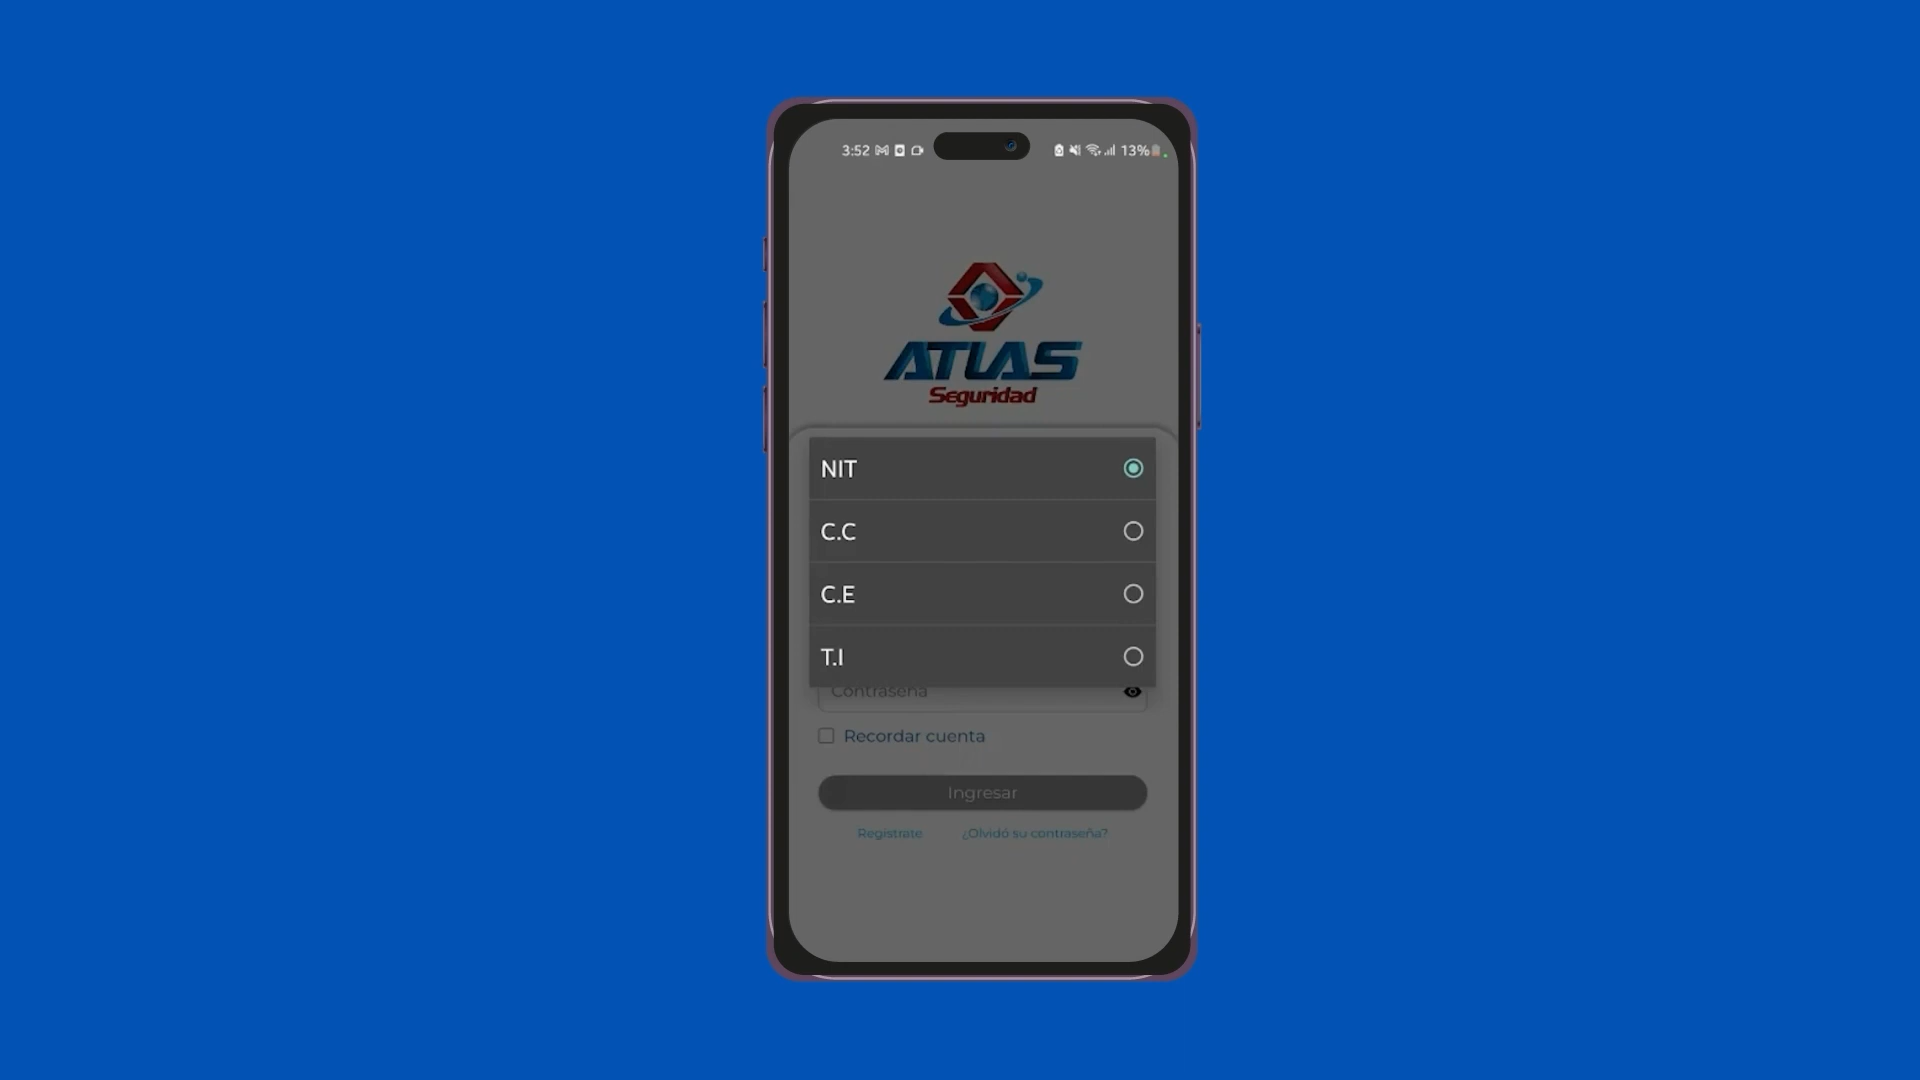 3:52
13%
ATLAS
Seguridad
NIT
C.C
C.E
T.I
Contraseña
Recordar cuenta
Ingresar
Registrate
¿Olvidó su contraseña?